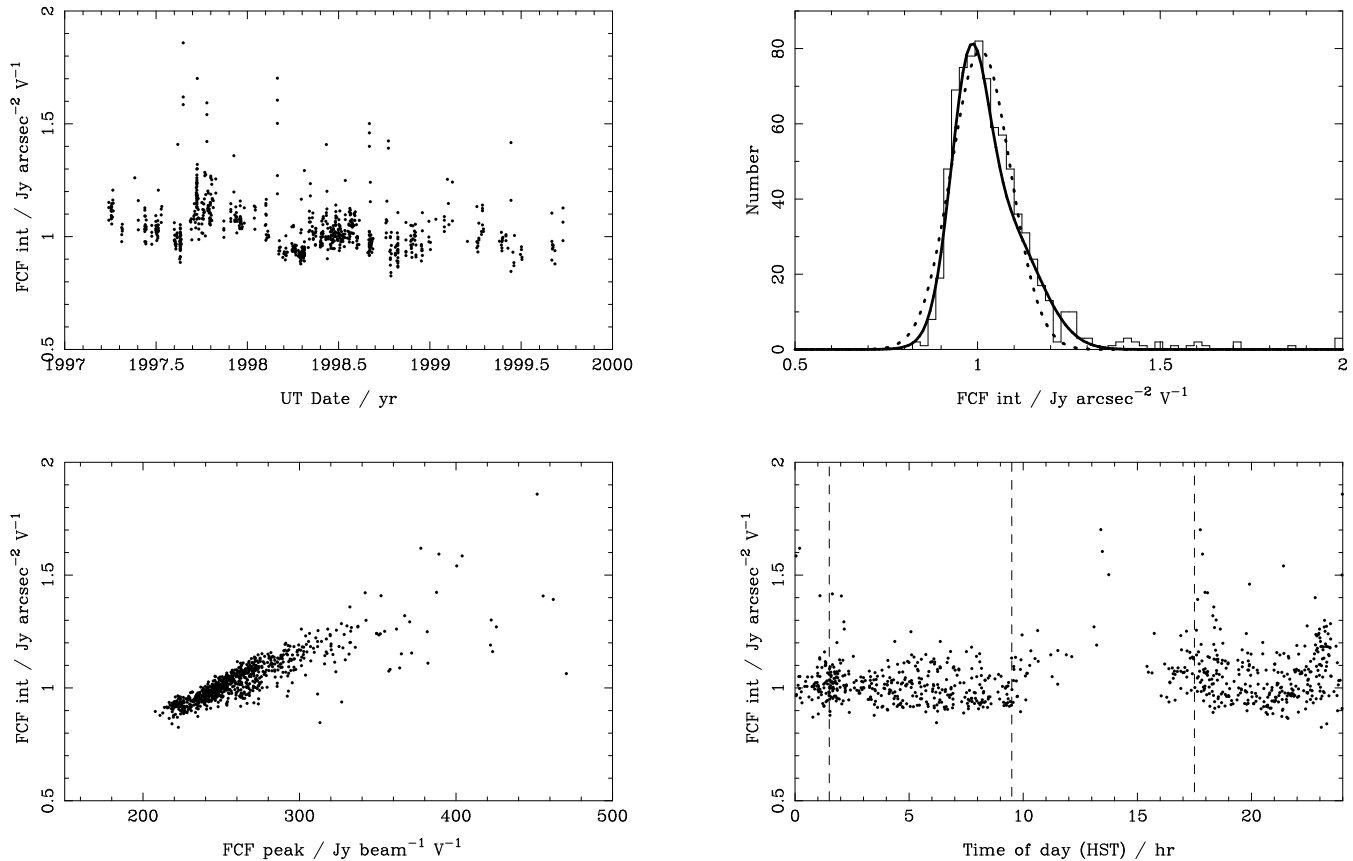 2
1.5
1
0.5
FCF int / Jy arcsec⁻² V⁻¹
1997 1997.5 1998 1998.5 1999 1999.5 2000
UT Date / yr
80
60
40
20
0
Number
0.5 1 1.5 2
FCF int / Jy arcsec⁻² V⁻¹
2
1.5
1
0.5
FCF int / Jy arcsec⁻² V⁻¹
200 300 400 500
FCF peak / Jy beam⁻¹ V⁻¹
2
1.5
1
0.5
FCF int / Jy arcsec⁻² V⁻¹
0 5 10 15 20
Time of day (HST) / hr